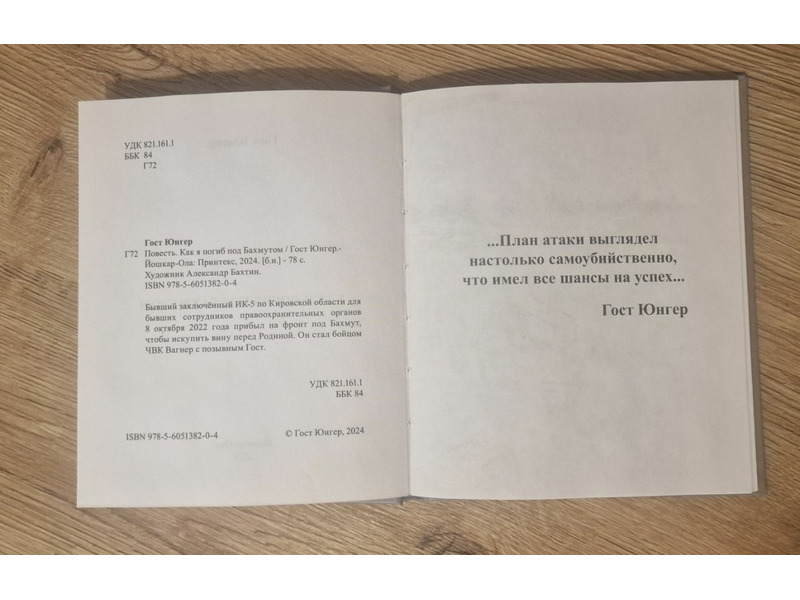 УДК 821.161.1
ББК 84
Г72
Гост Юнгер
Г72 Повесть. Как я погиб под Бахмутом / Гост Юнгер.-
Йошкар-Ола: Принтекс, 2024. [б.и.] - 78 с.
Художник Александр Бахтин.
ISBN 978-5-6051382-0-4
Бывший заключённый ИК-5 по Кировской области для
бывших сотрудников правоохранительных органов
8 октября 2022 года прибыл на фронт под Бахмут,
чтобы искупить вину перед Родиной. Он стал бойцом
ЧВК Вагнер с позывным Гост.
УДК 821.161.1
ББК 84
ISBN 978-5-6051382-0-4 © Гост Юнгер, 2024
...План атаки выглядел
настолько самоубийственно,
что имел все шансы на успех...
Гост Юнгер